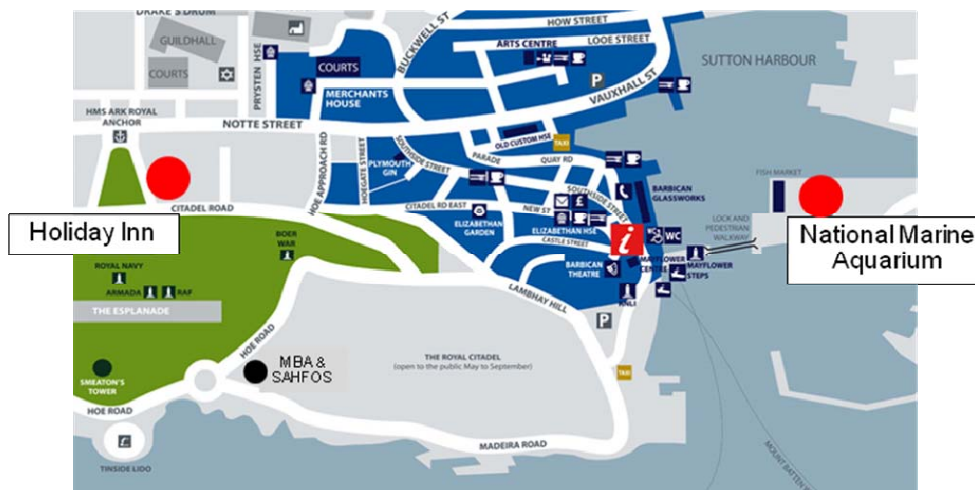 DRAKE'S DRUM
GUILDHALL
COURTS
PRYSTEN HSE
COURTS
MERCHANTS
HOUSE
BUCKWELL ST
HOW STREET
LOOE STREET
ARTS CENTRE
P
VAUXHALL ST
SUTTON HARBOUR
HMS ARK ROYAL
ANCHOR
NOTTE STREET
HOE APPROACH RD
HOEGATE STREET
PLYMOUTH
GIN
SOUTHSIDE STREET
OLD CUSTOM HSE
TAXI
PARADE
QUAY RD
FISH MARKET
CITADEL ROAD
CITADEL RD EAST
ELIZABETHAN
GARDEN
NEW ST
£
SOUTHSIDE STREET
ELIZABETHAN HSE
CASTLE STREET
BARBICAN
GLASSWORKS
i
WC
WC
LOCK AND
PEDESTRIAN
WALKWAY
Holiday Inn
National Marine
Aquarium
BOER
WAR
ROYAL NAVY
ARMADA
RAF
THE ESPLANADE
BARBICAN
THEATRE
MAYFLOWER
CENTRE
MAYFLOWER
STEPS
RNLI
LAMBHAY HILL
P
HOE ROAD
MBA &
SAHFOS
THE ROYAL CITADEL
(open to the public May to September)
TAXI
SMEATON'S
TOWER
HOE ROAD
MADEIRA ROAD
TINSIDE LIDO